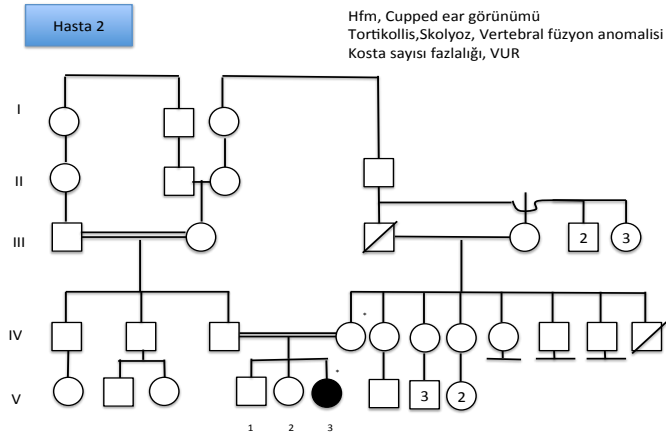 Hasta 2
Hfm, Cupped ear görünümü
Tortikollis,Skolyoz, Vertebral füzyon anomalisi
Kosta sayısı fazlalığı, VUR
I
II
III
2
3
IV
*
*
V
3
2
1 2 3